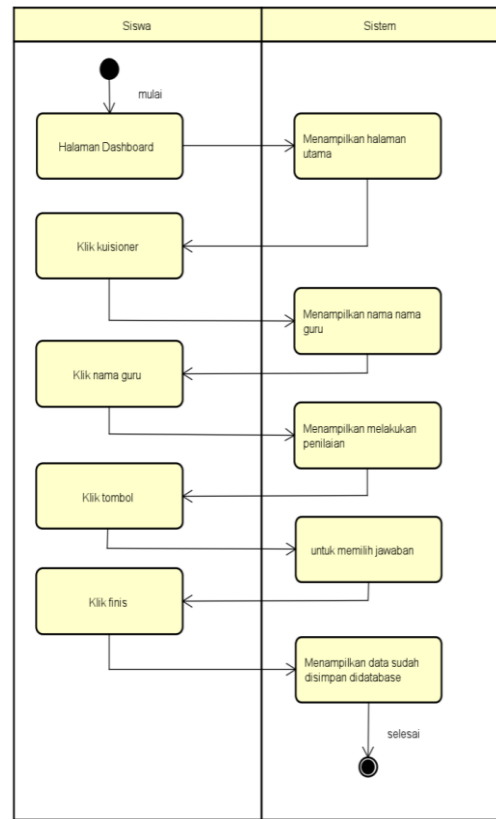 Siswa
Sistem
mulai
Halaman Dashboard
Menampilkan halaman
utama
Klik kuisioner
Menampilkan nama nama
guru
Klik nama guru
Menampilkan melakukan
penilaian
Klik tombol
untuk memilih jawaban
Klik finis
Menampilkan data sudah
disimpan didatabase
selesai